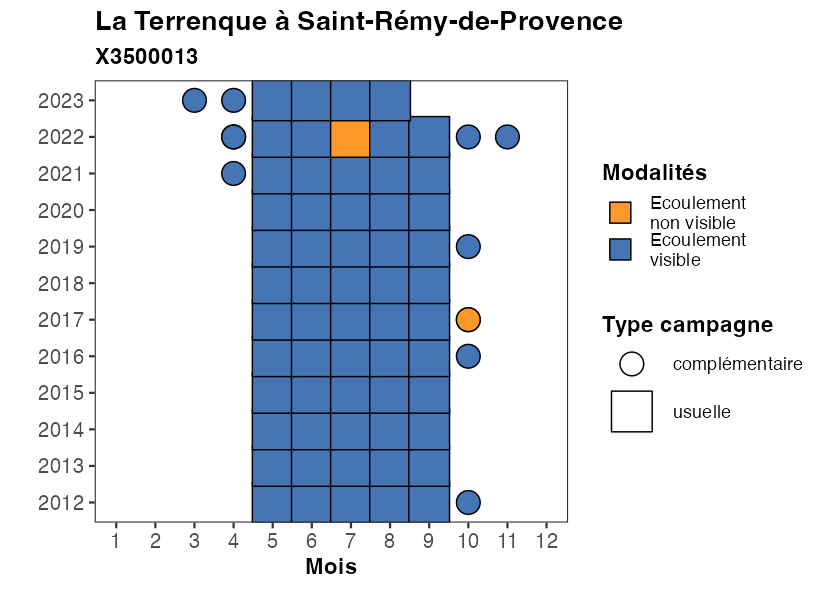 La Terrenque à Saint-Rémy-de-Provence
X3500013
2023
2022
2021
2020
2019
2018
2017
2016
2015
2014
2013
2012
1 2 3 4 5 6 7 8 9 10 11 12
Mois
Modalités
Ecoulement
non visible
Ecoulement
visible
Type campagne
complémentaire
usuelle